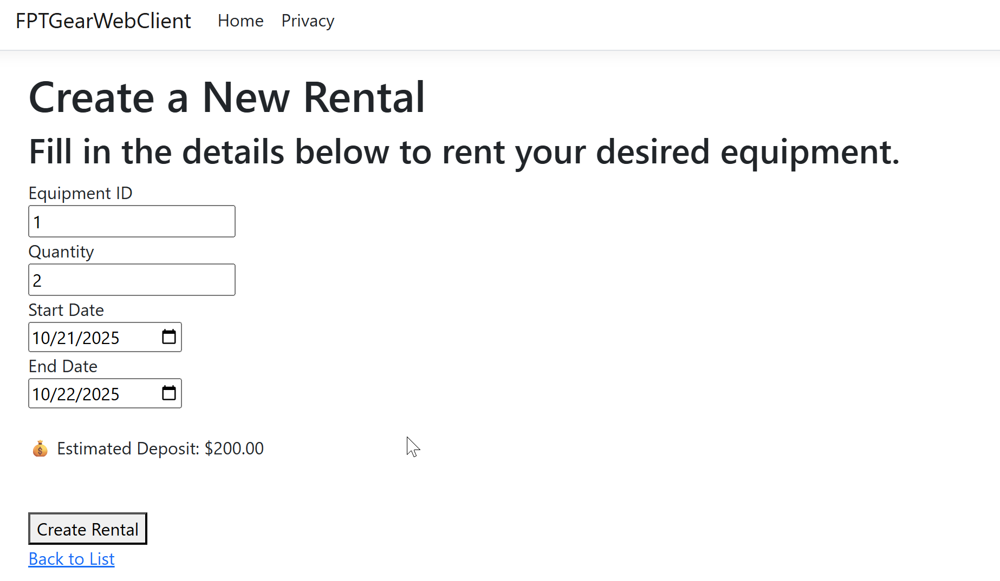 FPTGearWebClient Home Privacy
Create a New Rental
Fill in the details below to rent your desired equipment.
Equipment ID
1
Quantity
2
Start Date
10/21/2025
End Date
10/22/2025
💰 Estimated Deposit: $200.00
Create Rental
Back to List